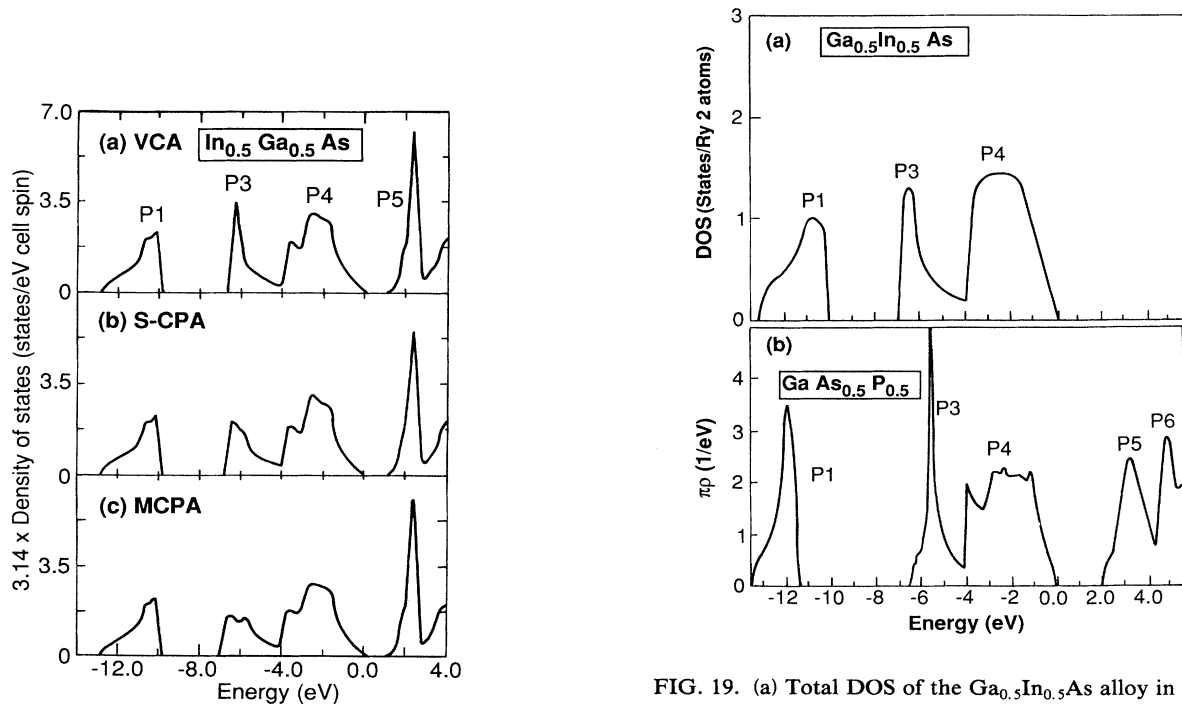 3.14 x Density of states (states/eV cell spin)
7.0
(a) VCA
In0.5 Ga0.5 As
P1
P3
P4
P5
3.5
0
(b) S-CPA
3.5
0
(c) MCPA
3.5
0
-12.0
-8.0
-4.0
0.0
4.0
Energy (eV)
DOS (States/Ry 2 atoms)
3
(a)
Ga0.5In0.5 As
2
P1
P3
P4
1
0
πρ (1/eV)
(b)
Ga As0.5 P0.5
4
3
2
1
0
P1
P3
P4
P5
P6
-12
-10
-8
-6
-4
-2
0.0
2.0
4.0
Energy (eV)
FIG. 19. (a) Total DOS of the Ga0.5In0.5As alloy in